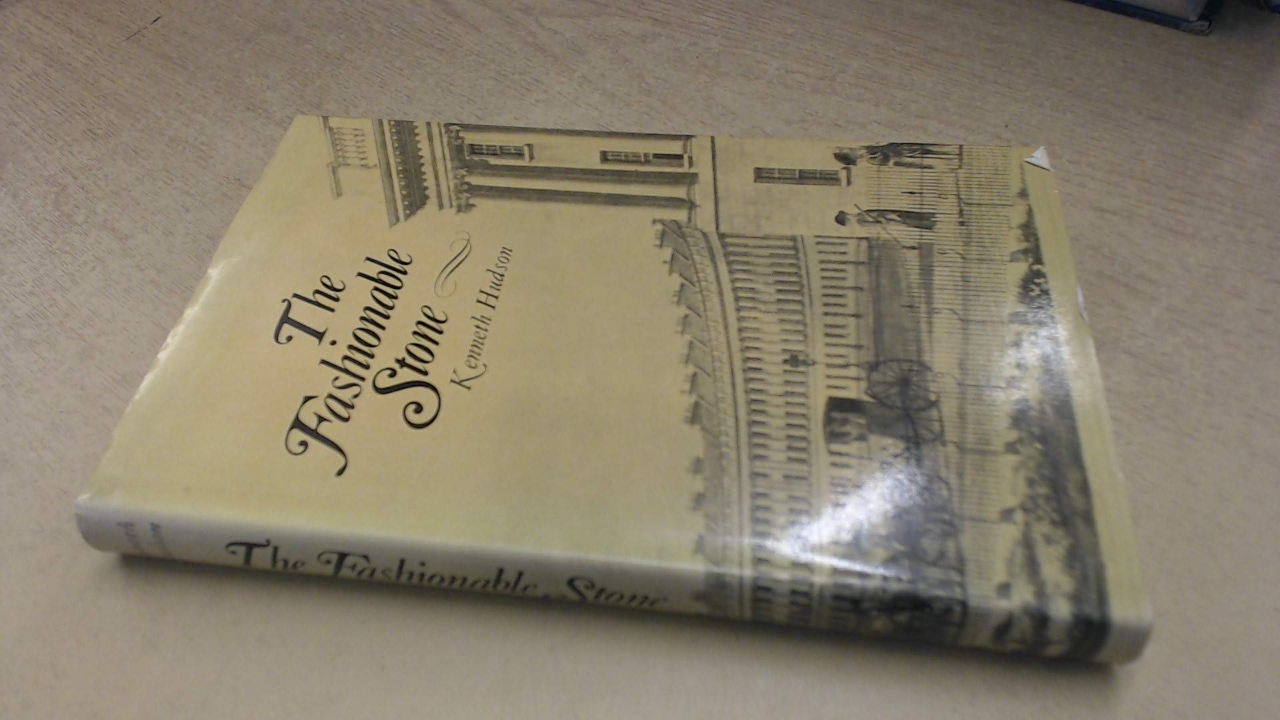 The
Fashionable
Stone
Kenneth Hudson
The Fashionable Stone